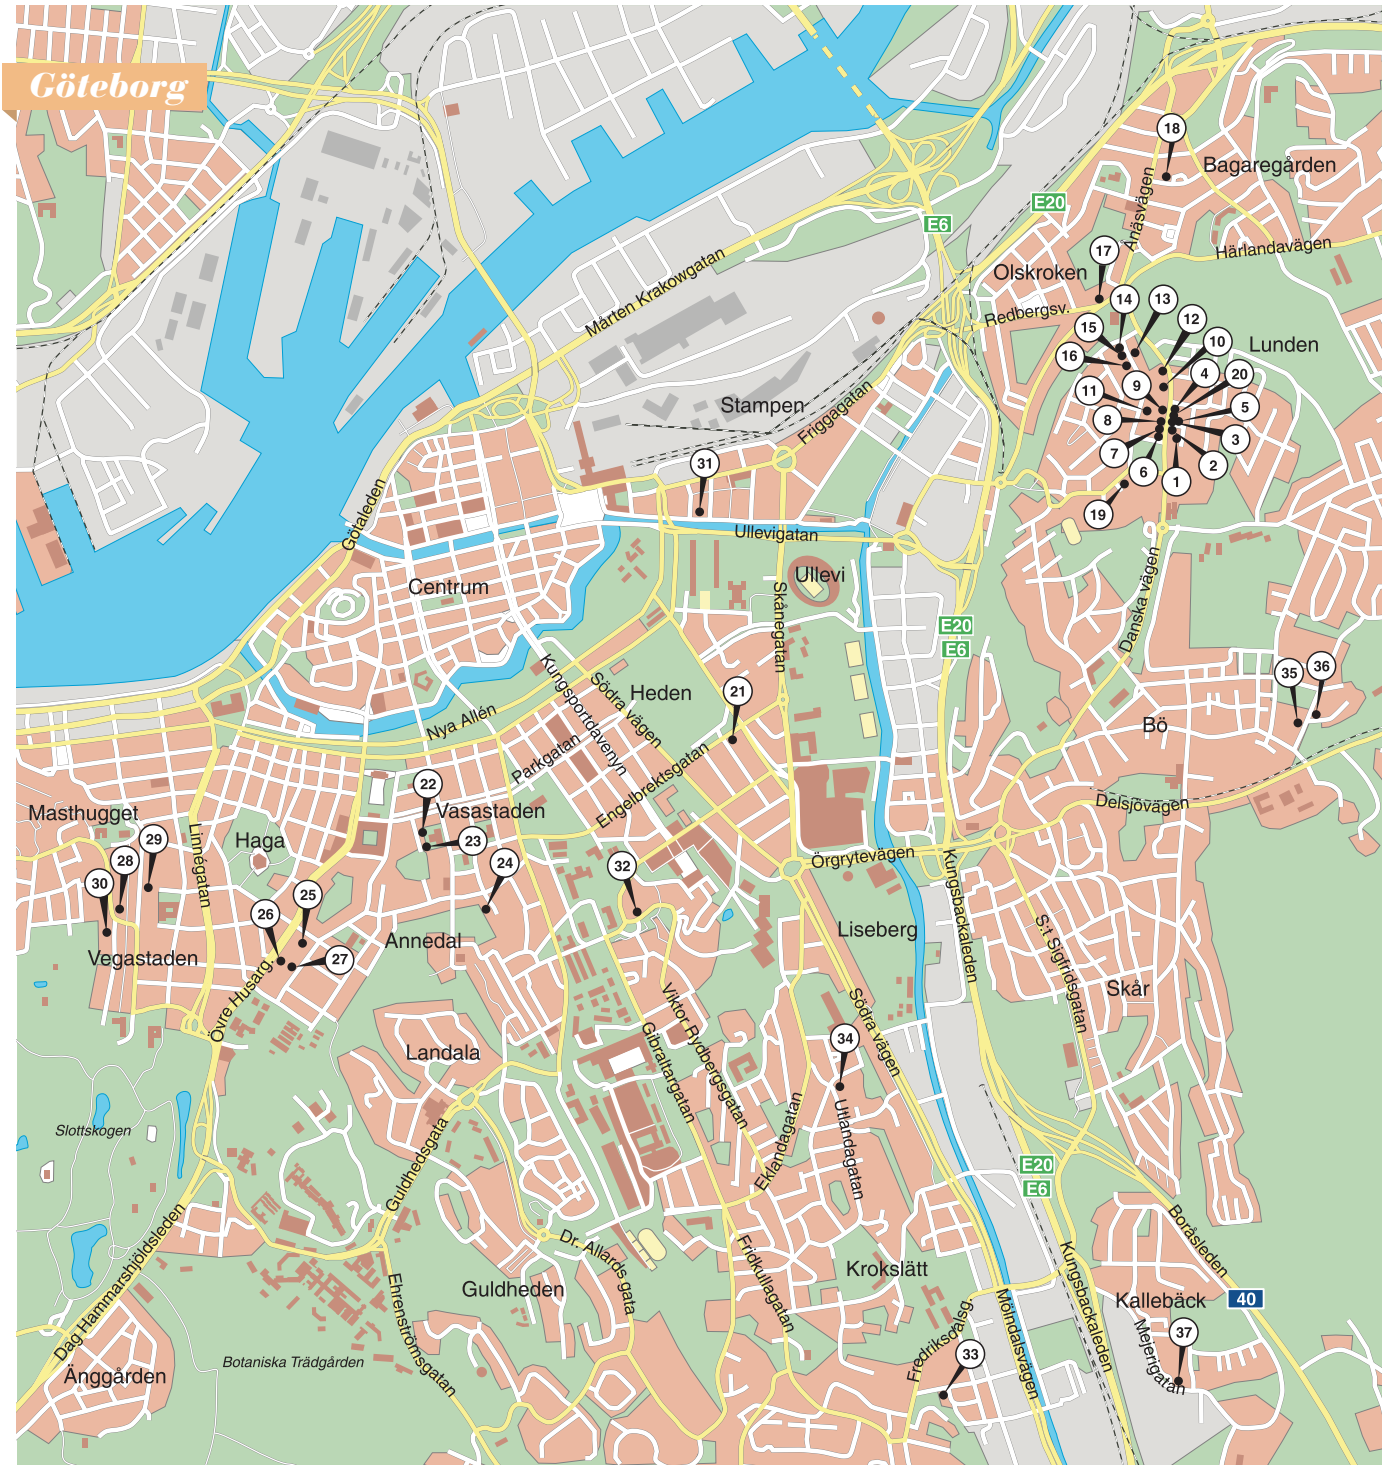 Göteborg
18
Bagaregården
E20
Anäsvägen
E6
17
Härlandavägen
Olskroken
Mårten Krakowgatan
14
13
Redbergsv.
12
15
10
Lunden
16
4
20
9
11
Stampen
5
Friggagatan
8
3
7
31
6
2
1
Götaleden
19
Ullevigatan
Centrum
Ullevi
Skånegatan
Danska vägen
E20
E6
Kungsportdavenyn
Södra vägen
Heden
21
35
36
Nya Allén
Bö
Parkgatan
22
Engelbrektsgatan
Masthugget
Vasastaden
Delsjövägen
Linnégatan
Haga
29
23
28
24
32
Örgrytevägen
30
25
26
Kungsbackaleden
Liseberg
S:t Sigfridsgatan
Annedal
Vegastaden
27
Övre Husarg.
Skår
Viktor Rydbergsgatan
Södra vägen
Gibraltargatan
34
Landala
Slottskogen
Utlandagatan
Eklandagatan
Guldhedsgata
E20
E6
Dag Hammarshjöldsleden
Boråsleden
Dr. Allards gata
Fridkullagatan
Kungsbackaleden
Krokslätt
Guldheden
Ehrenströmsgatan
Mölndalsvägen
Kallebäck
40
Fredriksdalsg.
Mejerigatan
37
33
Botaniska Trädgården
Änggården